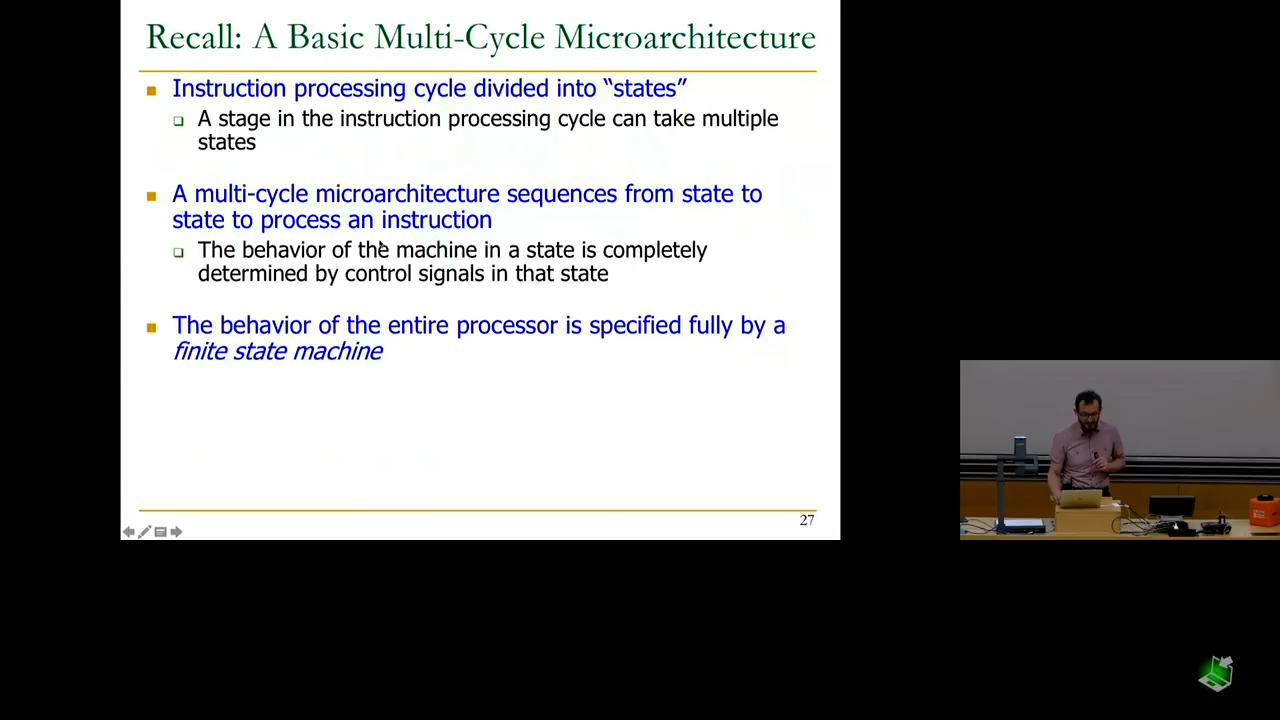 Recall: A Basic Multi-Cycle Microarchitecture
Instruction processing cycle divided into “states”
A stage in the instruction processing cycle can take multiple
states
A multi-cycle microarchitecture sequences from state to
state to process an instruction
The behavior of the machine in a state is completely
determined by control signals in that state
The behavior of the entire processor is specified fully by a
finite state machine
27